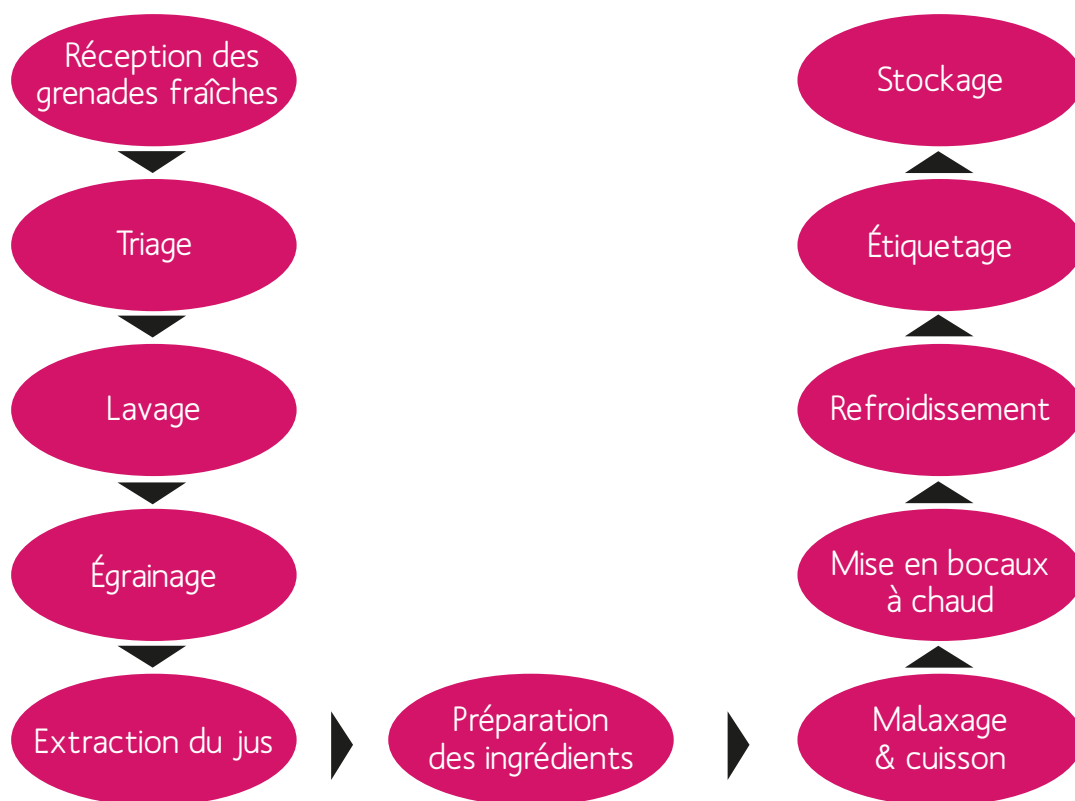 Réception des
grenades fraîches
Triage
Lavage
Égrainage
Extraction du jus
Préparation
des ingrédients
Malaxage
& cuisson
Mise en bocaux
à chaud
Refroidissement
Étiquetage
Stockage